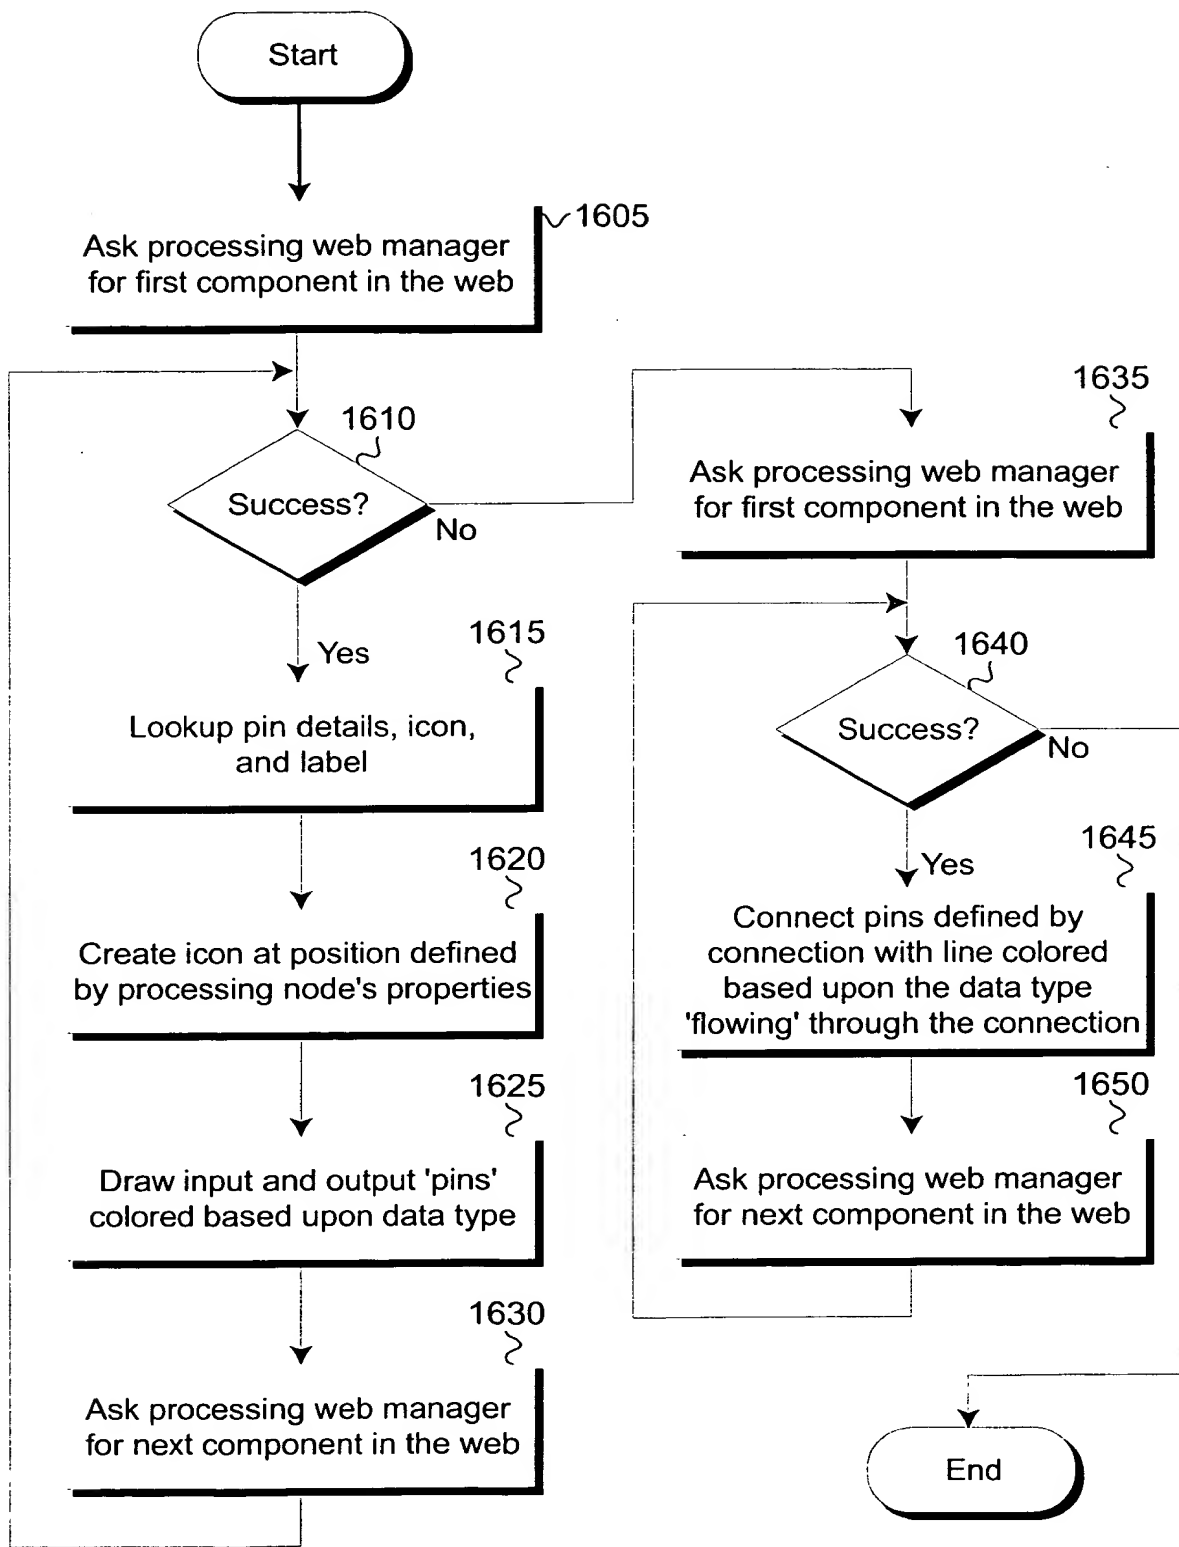 Start
1605
Ask processing web manager
for first component in the web
1610
Success?
No
Yes
1615
Lookup pin details, icon,
and label
1620
Create icon at position defined
by processing node's properties
1625
Draw input and output 'pins'
colored based upon data type
1630
Ask processing web manager
for next component in the web
1635
Ask processing web manager
for first component in the web
1640
Success?
No
Yes
1645
Connect pins defined by
connection with line colored
based upon the data type
'flowing' through the connection
1650
Ask processing web manager
for next component in the web
End